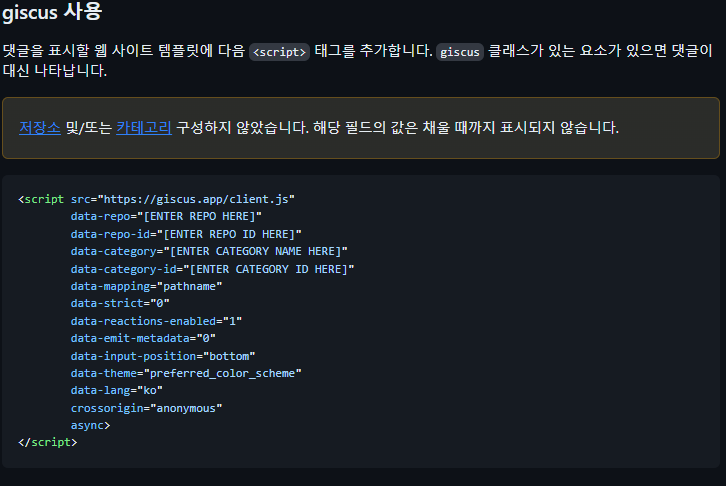 giscus 사용
댓글을 표시할 웹 사이트 템플릿에 다음 <script> 태그를 추가합니다. giscus 클래스가 있는 요소가 있으면 댓글이
대신 나타납니다.
저장소 및/또는 카테고리 구성하지 않았습니다. 해당 필드의 값은 채울 때까지 표시되지 않습니다.
<script src="https://giscus.app/client.js"
        data-repo="[ENTER REPO HERE]"
        data-repo-id="[ENTER REPO ID HERE]"
        data-category="[ENTER CATEGORY NAME HERE]"
        data-category-id="[ENTER CATEGORY ID HERE]"
        data-mapping="pathname"
        data-strict="0"
        data-reactions-enabled="1"
        data-emit-metadata="0"
        data-input-position="bottom"
        data-theme="preferred_color_scheme"
        data-lang="ko"
        crossorigin="anonymous"
        async>
</script>